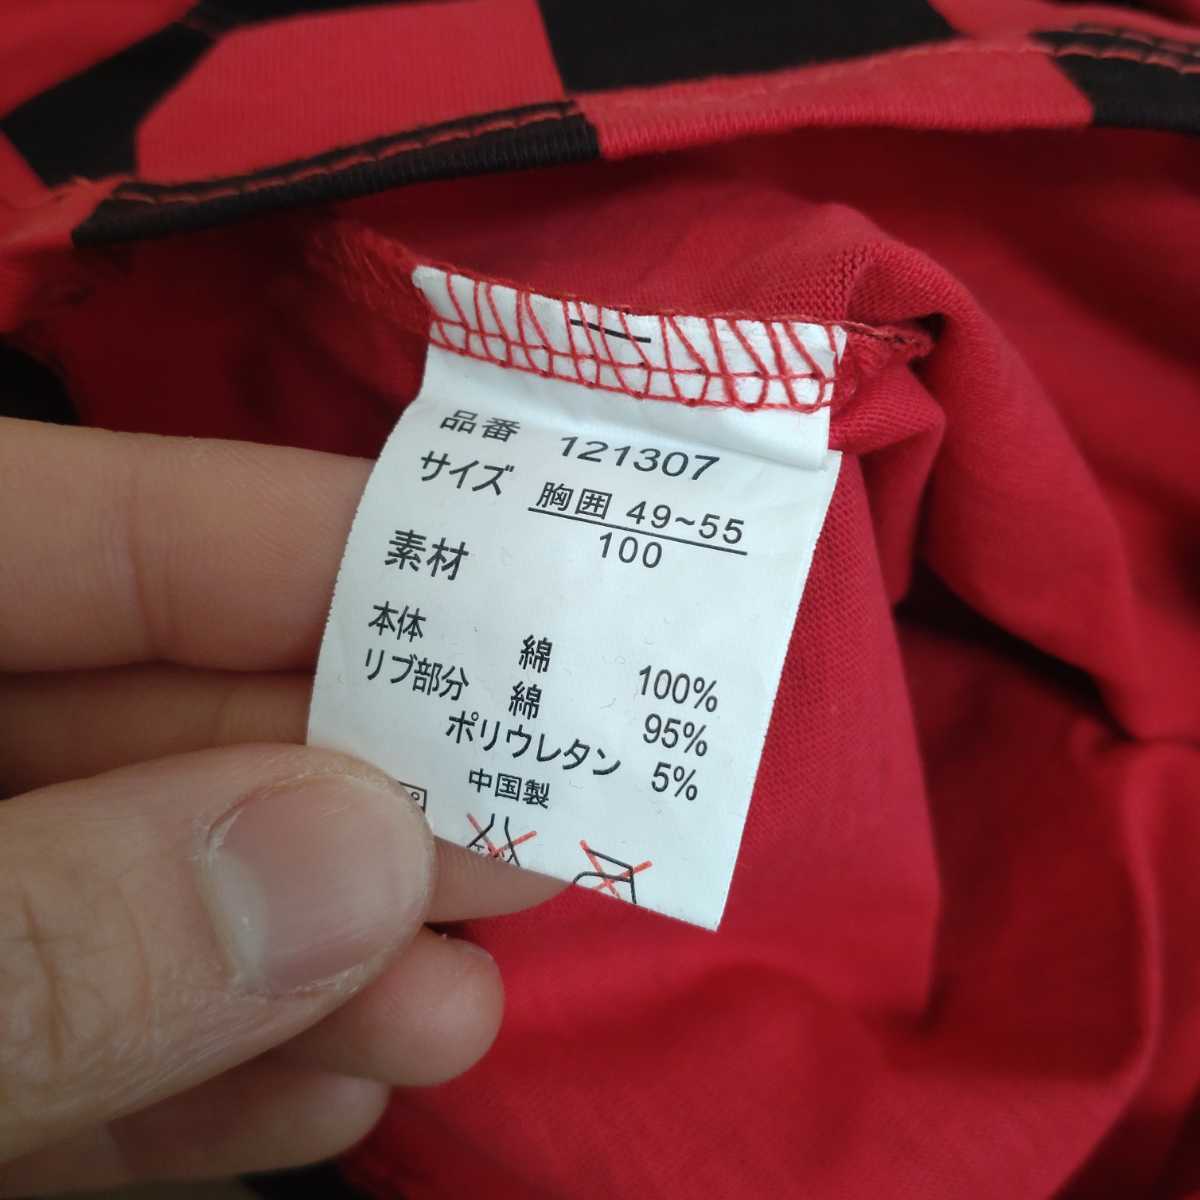 品番 121307
サイズ 胸囲 49~55
100
素材
本体 綿 100%
リブ部分 綿 95%
ポリウレタン 5%
中国製